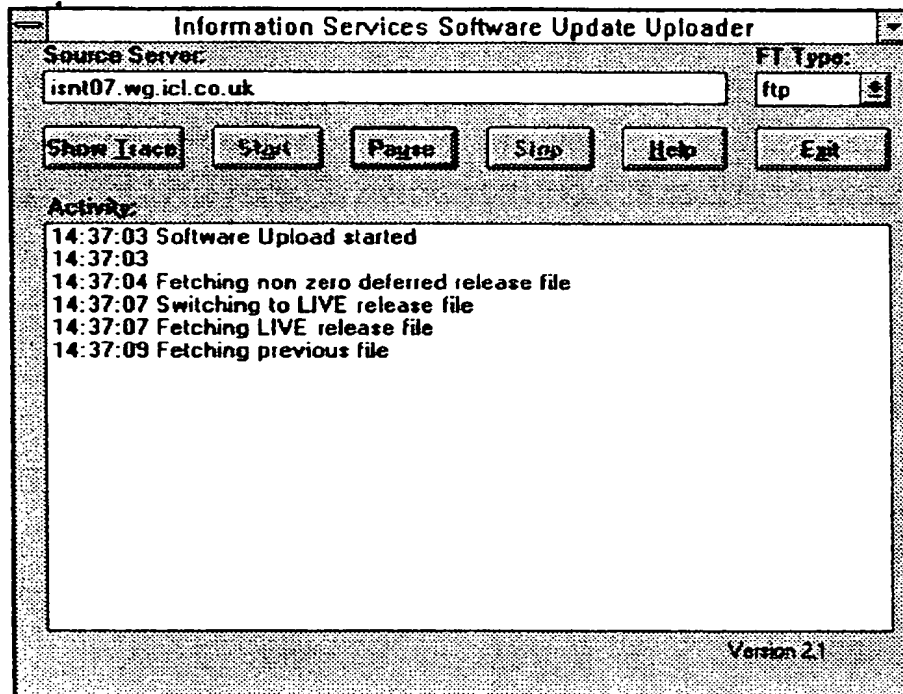 Information Services Software Update Uploader
Source Server:
FT Type:
isnt07.wg.icl.co.uk
ftp
Show Trace
Start
Pause
Stop
Help
Exit
Activity:
14:37:03 Software Upload started
14:37:03
14:37:04 Fetching non zero deferred release file
14:37:07 Switching to LIVE release file
14:37:07 Fetching LIVE release file
14:37:09 Fetching previous file
Version 2.1